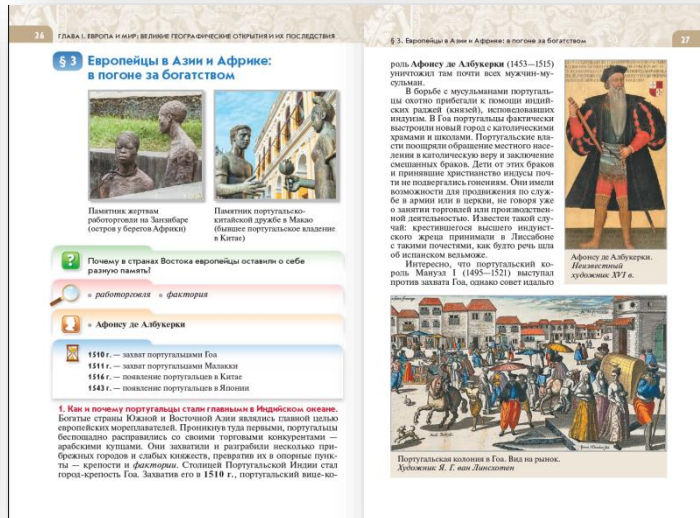 26 ГЛАВА I. ЕВРОПА И МИР: ВЕЛИКИЕ ГЕОГРАФИЧЕСКИЕ ОТКРЫТИЯ И ИХ ПОСЛЕДСТВИЯ
§ 3 Европейцы в Азии и Африке:
в погоне за богатством
Памятник жертвам
работорговли на Занзибаре
(остров у берегов Африки)
Памятник португальско-
китайской дружбе в Макао
(бывшее португальское владение
в Китае)
Почему в странах Востока европейцы оставили о себе
разную память?
• работорговля • фактория
• Афонсу де Албукерки
1510 г. — захват португальцами Гоа
1511 г. — захват португальцами Малакки
1516 г. — появление португальцев в Китае
1543 г. — появление португальцев в Японии
1. Как и почему португальцы стали главными в Индийском океане.
Богатые страны Южной и Восточной Азии являлись главной целью
европейских мореплавателей. Проникнув туда первыми, португальцы
беспощадно расправились со своими торговыми конкурентами —
арабскими купцами. Они захватили и разграбили несколько при-
брежных городов и слабых княжеств, превратив их в опорные пунк-
ты — крепости и фактории. Столицей Португальской Индии стал
город-крепость Гоа. Захватив его в 1510 г., португальский вице-ко-
§ 3. Европейцы в Азии и Африке: в погоне за богатством 27
роль Афонсу де Албукерки (1453—1515)
уничтожил там почти всех мужчин-му-
сульман.
В борьбе с мусульманами португаль-
цы охотно прибегали к помощи индий-
ских раджей (князей), исповедовавших
индуизм. В Гоа португальцы фактически
выстроили новый город с католическими
храмами и школами. Португальские вла-
сти поощряли обращение местного насе-
ления в католическую веру и заключение
смешанных браков. Дети от этих браков
и принявшие христианство индусы поч-
ти не подвергались гонениям. Они имели
возможности для продвижения по служ-
бе в армии или в церкви, не говоря уже
о занятии торговлей или производствен-
ной деятельностью. Известен такой слу-
чай: крестившегося высшего индуист-
ского жреца принимали в Лиссабоне
с такими почестями, как будто речь шла
об испанском вельможе.
Интересно, что португальский ко-
роль Мануэл I (1495—1521) выступал
против захвата Гоа, однако совет идальго
Афонсу де Албукерки.
Неизвестный
художник XVI в.
Португальская колония в Гоа. Вид на рынок.
Художник Я. Г. ван Линсхотен